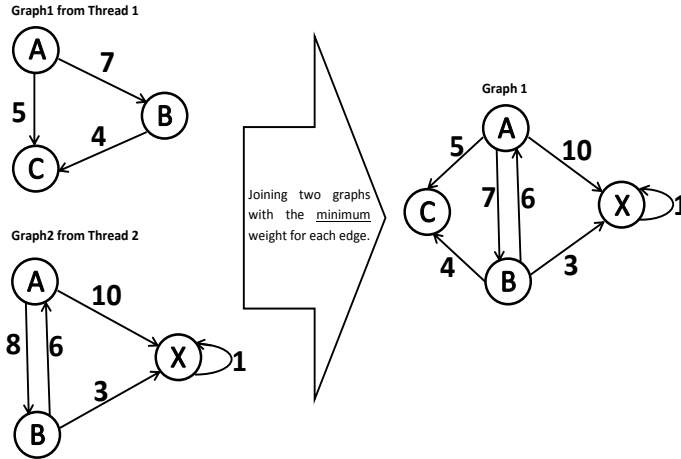 Graph1 from Thread 1
A
7
B
5
4
C
Graph2 from Thread 2
A
10
8
6
X
1
3
B
Joining two graphs
with the minimum
weight for each edge.
Graph 1
A
5
10
C
7
6
X
1
4
3
B